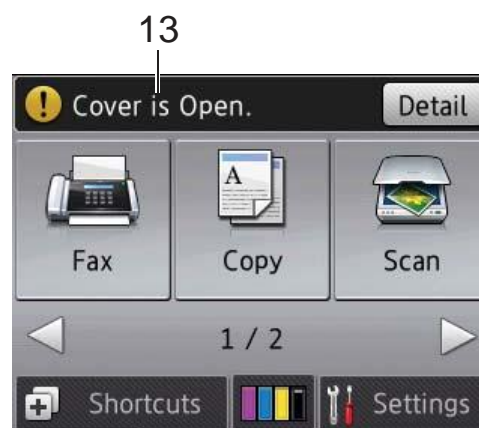 13
Cover is Open. Detail
A
Fax Copy Scan
1 / 2
Shortcuts Settings